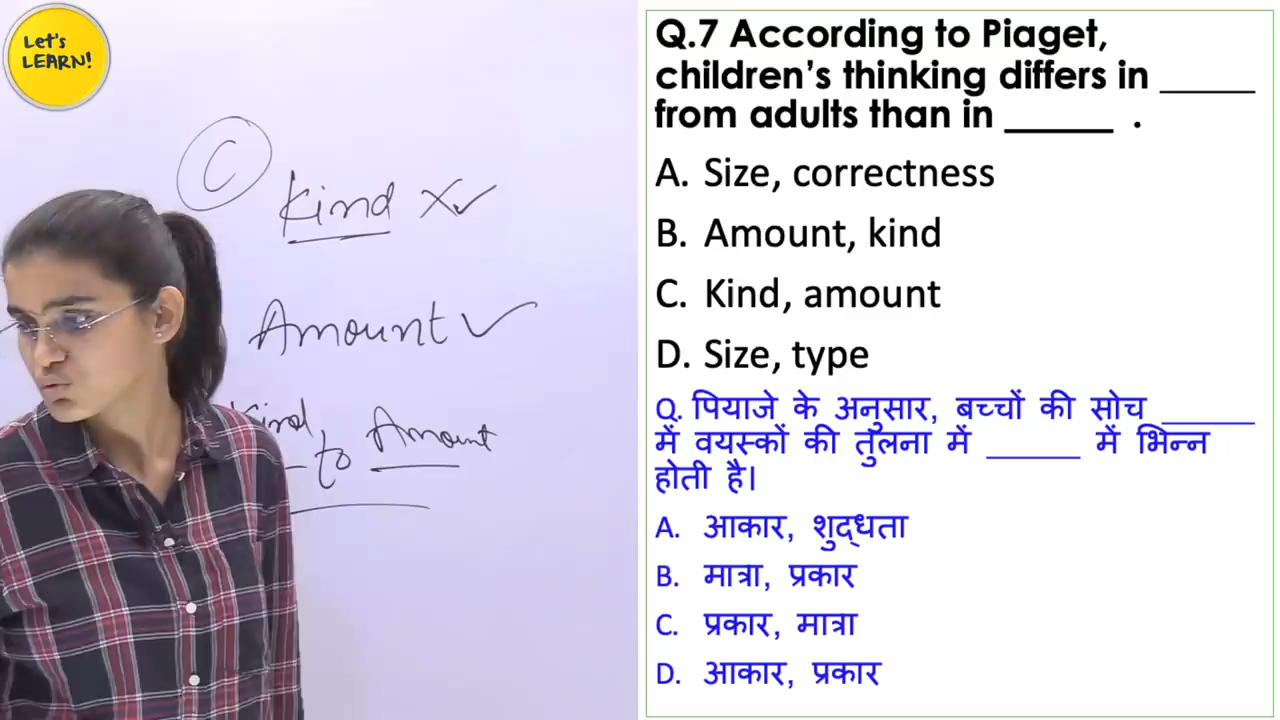 Let's
LEARN!
C
Kind
Amount
Kind
to Amount
Q.7 According to Piaget,
children's thinking differs in _____
from adults than in _____ .
A. Size, correctness
B. Amount, kind
C. Kind, amount
D. Size, type
Q. पियाजे के अनुसार, बच्चों की सोच _____
में वयस्कों की तुलना में _____ में भिन्न
होती है।
A. आकार, शुद्धता
B. मात्रा, प्रकार
C. प्रकार, मात्रा
D. आकार, प्रकार